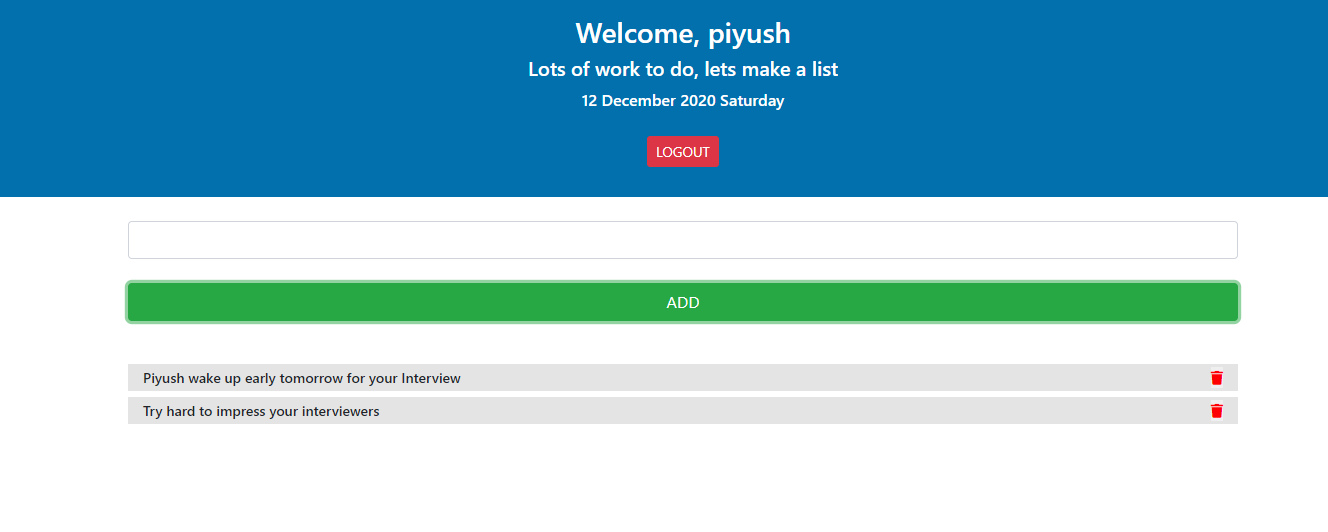 Welcome, piyush
Lots of work to do, lets make a list
12 December 2020 Saturday
LOGOUT
ADD
Piyush wake up early tomorrow for your Interview
Try hard to impress your interviewers